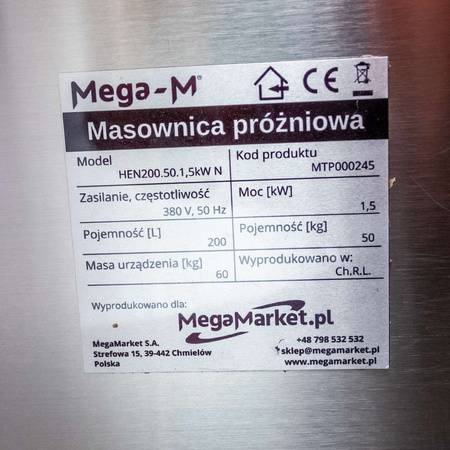 Mega-M®
CE
Masownica próżniowa
Model
HEN200.50.1,5kW N
Kod produktu
MTP000245
Zasilanie, częstotliwość
380 V, 50 Hz
Moc [kW]
1,5
Pojemność [L]
200
Pojemność [kg]
50
Masa urządzenia [kg]
60
Wyprodukowano w:
Ch.R.L.
Wyprodukowano dla:
MegaMarket.pl
MegaMarket S.A.
Strefowa 15, 39-442 Chmielów
Polska
+48 798 532 532
sklep@megamarket.pl
www.megamarket.pl